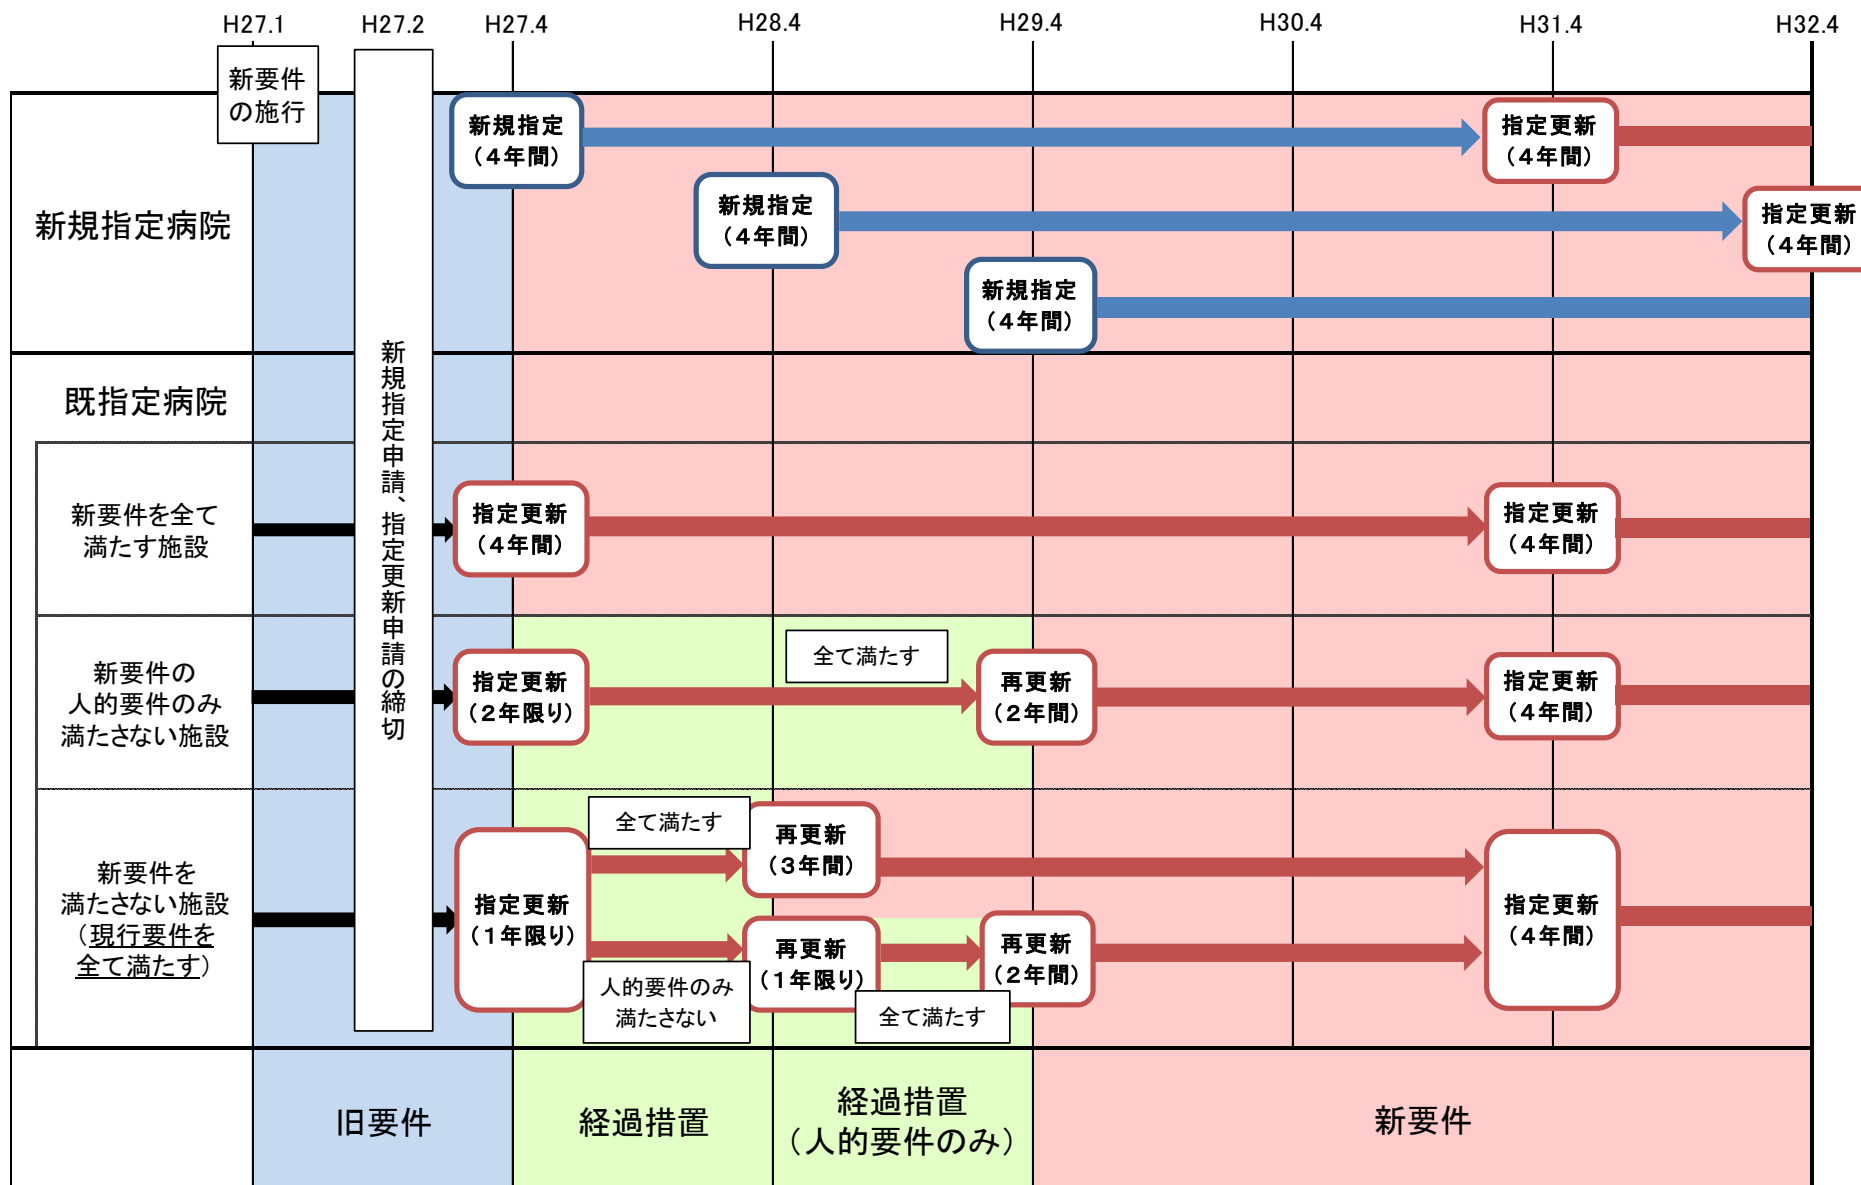 H27.1
H27.2
H27.4
H28.4
H29.4
H30.4
H31.4
H32.4
新要件
の施行
新規指定申請、指定更新申請の締切
新規指定病院
新規指定
（４年間）
指定更新
（４年間）
新規指定
（４年間）
指定更新
（４年間）
新規指定
（４年間）
既指定病院
新要件を全て
満たす施設
指定更新
（４年間）
指定更新
（４年間）
新要件の
人的要件のみ
満たさない施設
指定更新
（２年限り）
全て満たす
再更新
（２年間）
指定更新
（４年間）
新要件を
満たさない施設
（現行要件を
全て満たす）
指定更新
（１年限り）
全て満たす
再更新
（３年間）
人的要件のみ
満たさない
再更新
（１年限り）
全て満たす
再更新
（２年間）
指定更新
（４年間）
旧要件
経過措置
経過措置
（人的要件のみ）
新要件